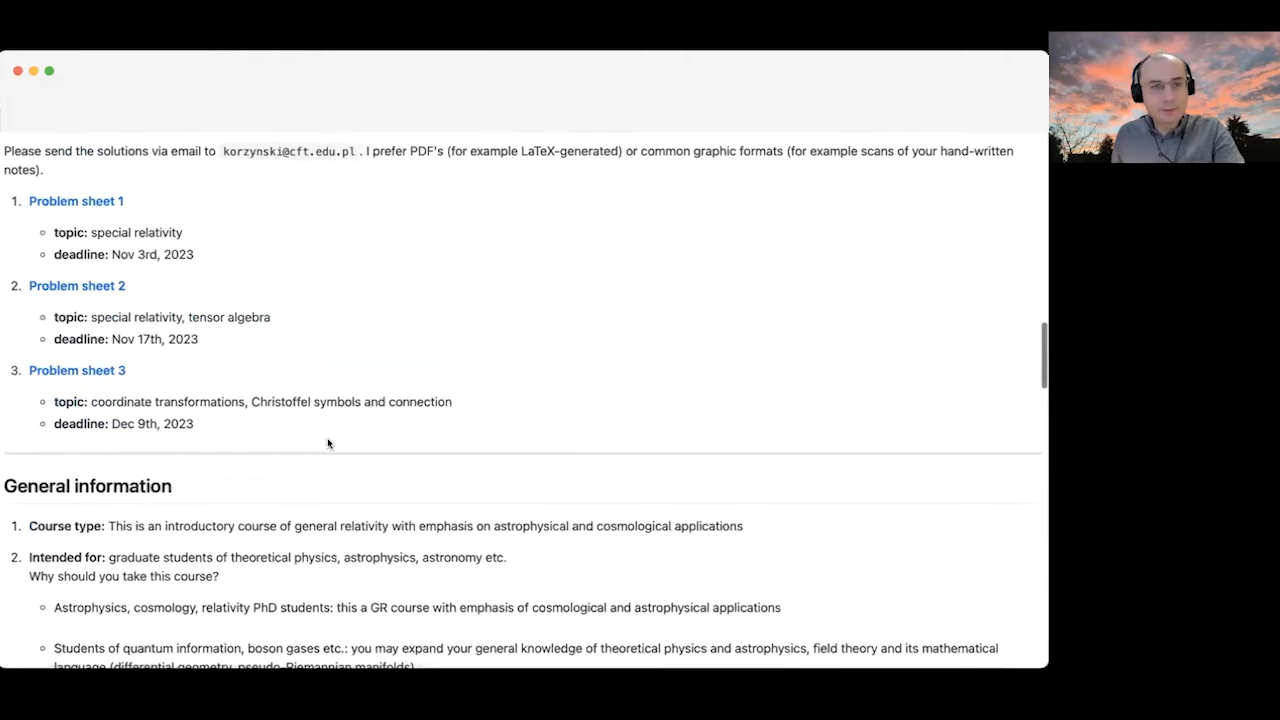 Please send the solutions via email to korzynski@cft.edu.pl . I prefer PDF's (for example LaTeX-generated) or common graphic formats (for example scans of your hand-written
notes).
1. Problem sheet 1
topic: special relativity
deadline: Nov 3rd, 2023
2. Problem sheet 2
topic: special relativity, tensor algebra
deadline: Nov 17th, 2023
3. Problem sheet 3
topic: coordinate transformations, Christoffel symbols and connection
deadline: Dec 9th, 2023
General information
1. Course type: This is an introductory course of general relativity with emphasis on astrophysical and cosmological applications
2. Intended for: graduate students of theoretical physics, astrophysics, astronomy etc.
Why should you take this course?
Astrophysics, cosmology, relativity PhD students: this a GR course with emphasis of cosmological and astrophysical applications
Students of quantum information, boson gases etc.: you may expand your general knowledge of theoretical physics and astrophysics, field theory and its mathematical
language (differential geometry, pseudo-Riemannian manifolds)